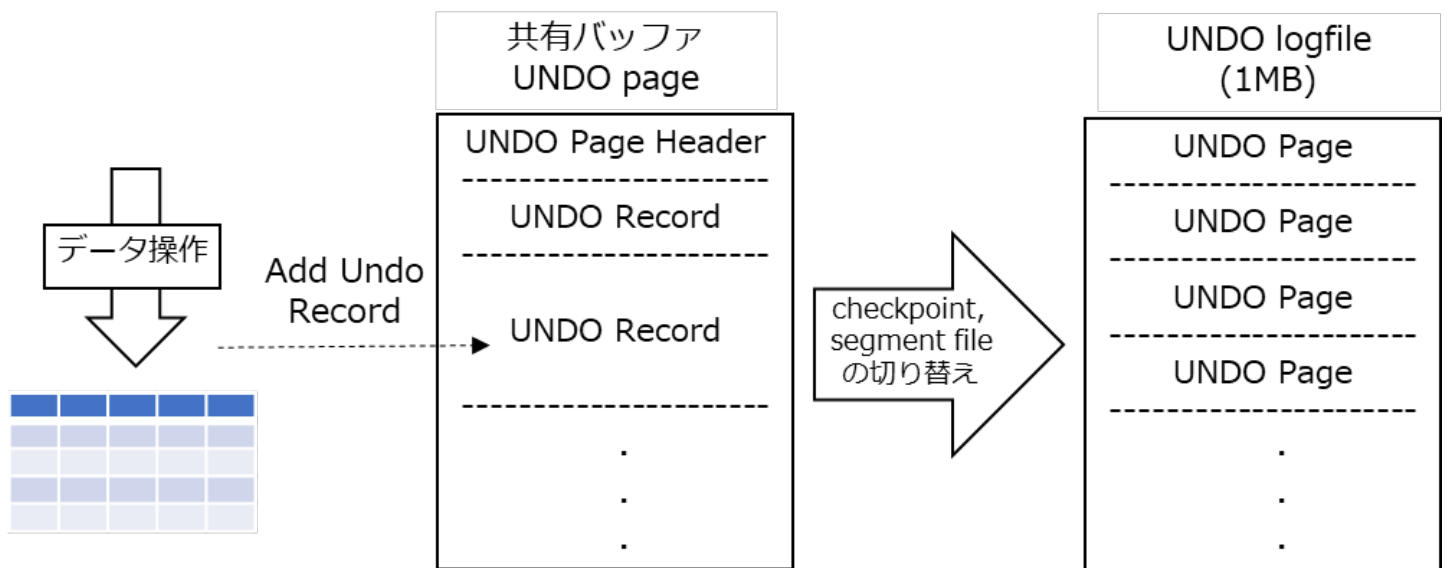 データ操作
Add Undo
Record
共有バッファ
UNDO page
UNDO Page Header
UNDO Record
UNDO Record
.
.
.
checkpoint,
segment file
の切り替え
UNDO logfile
(1MB)
UNDO Page
UNDO Page
UNDO Page
UNDO Page
.
.
.